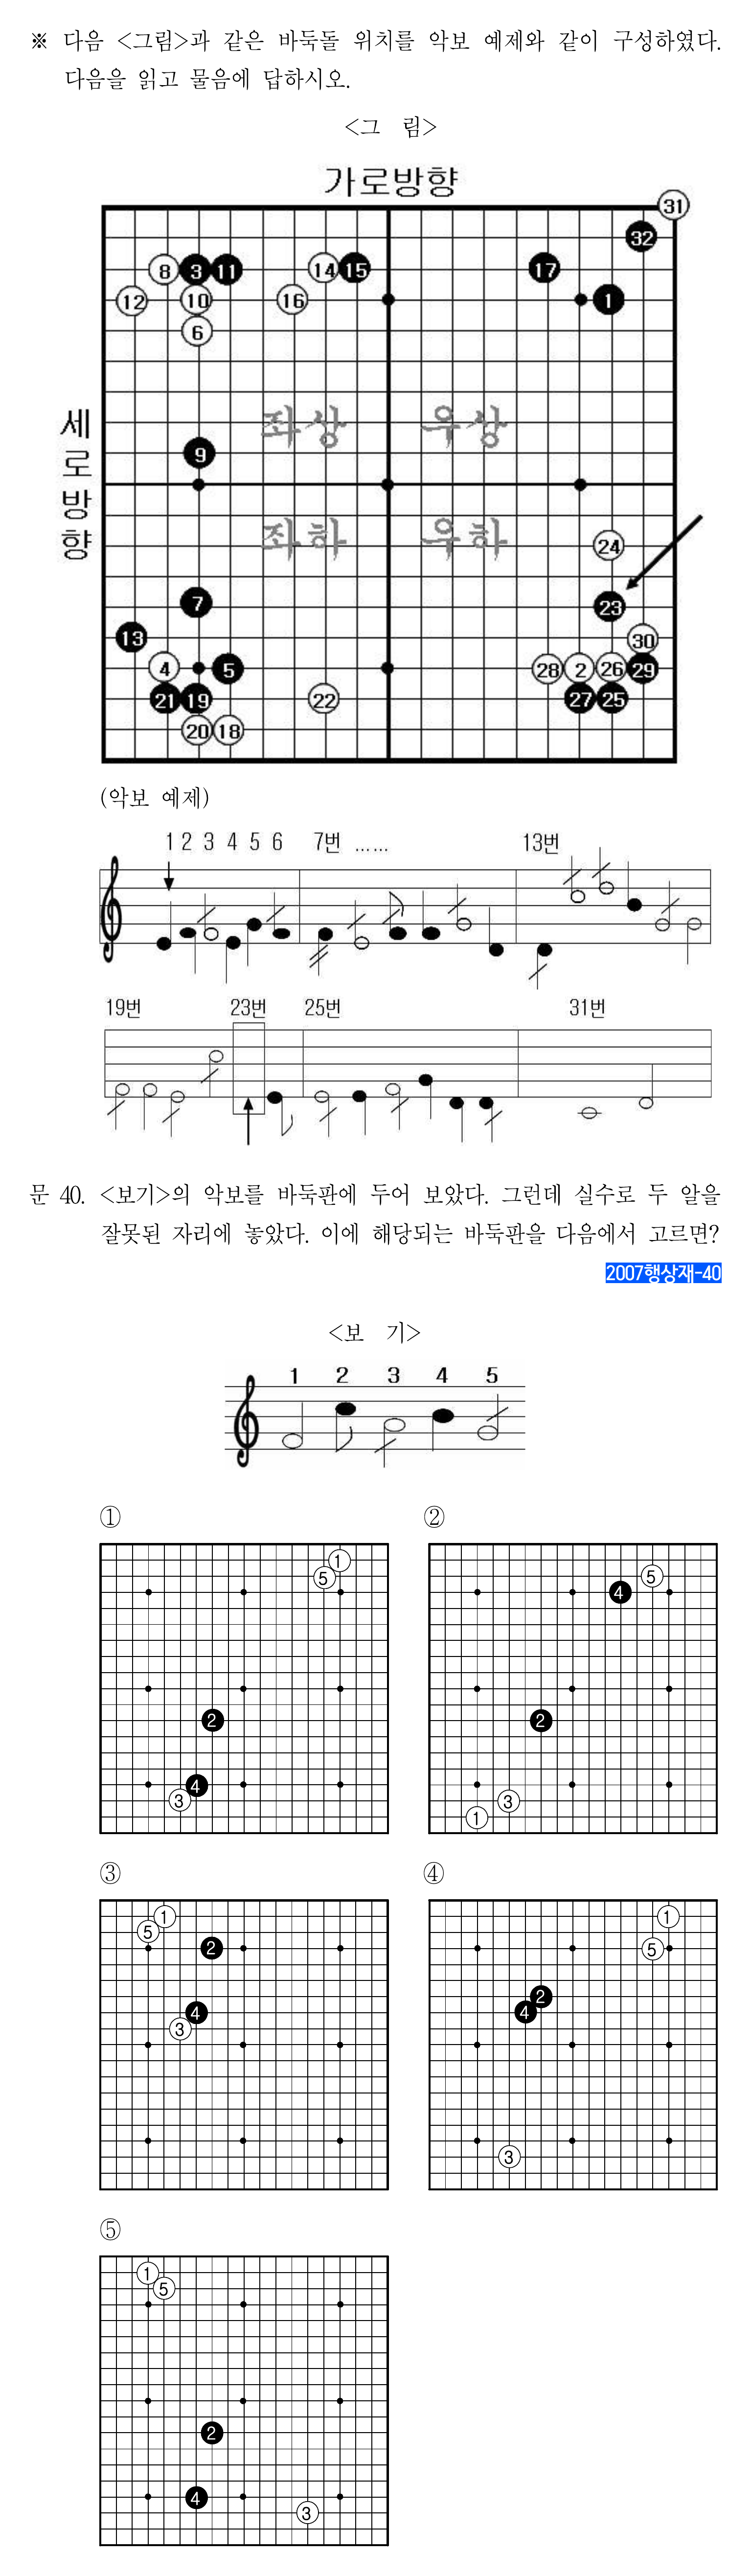 ※ 다음 <그림>과 같은 바둑돌 위치를 악보 예제와 같이 구성하였다.
다음을 읽고 물음에 답하시오.
<그 림>
가로방향
세로방향
31
32
8 3 11 14 15 17
12 10 16 1
6
좌상 우상
9
좌하 우하
24
7 23
13 30
4 5 28 2 26 29
21 19 22 27 25
20 18
(악보 예제)
1 2 3 4 5 6 7번 …… 13번
19번 23번 25번 31번
문 40. <보기>의 악보를 바둑판에 두어 보았다. 그런데 실수로 두 알을
잘못된 자리에 놓았다. 이에 해당되는 바둑판을 다음에서 고르면?
2007행상재-40
<보 기>
1 2 3 4 5
① ②
1
5
2
4
3
5
4
2
3
1
③ ④
1
5
2
4
3
1
5
2
4
3
⑤
1
5
2
4
3